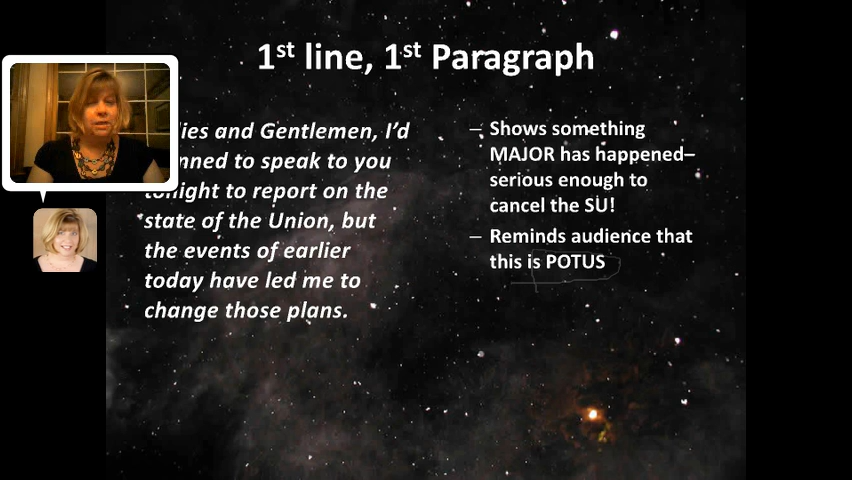 1st line, 1st Paragraph
and Gentlemen, I’d
to speak to you
tonight to report on the
state of the Union, but
the events of earlier
today have led me to
change those plans.
– Shows something
MAJOR has happened–
serious enough to
cancel the SU!
– Reminds audience that
this is POTUS